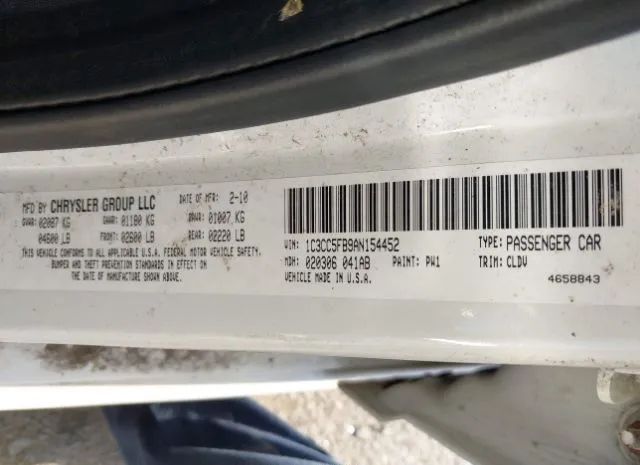 MFD BY CHRYSLER GROUP LLC DATE OF MFR: 2-10
GVWR: 02087 KG GAWR: 01180 KG GAWR: 01007 KG
04600 LB FRONT: 02600 LB REAR: 02220 LB
THIS VEHICLE CONFORMS TO ALL APPLICABLE U.S.A. FEDERAL MOTOR VEHICLE SAFETY,
BUMPER AND THEFT PREVENTION STANDARDS IN EFFECT ON
THE DATE OF MANUFACTURE SHOWN ABOVE.
VIN: 1C3CC5FB9AN154452 TYPE: PASSENGER CAR
MDH: 020306 041AB PAINT: PW1 TRIM: CLDV
VEHICLE MADE IN U.S.A. 4658843